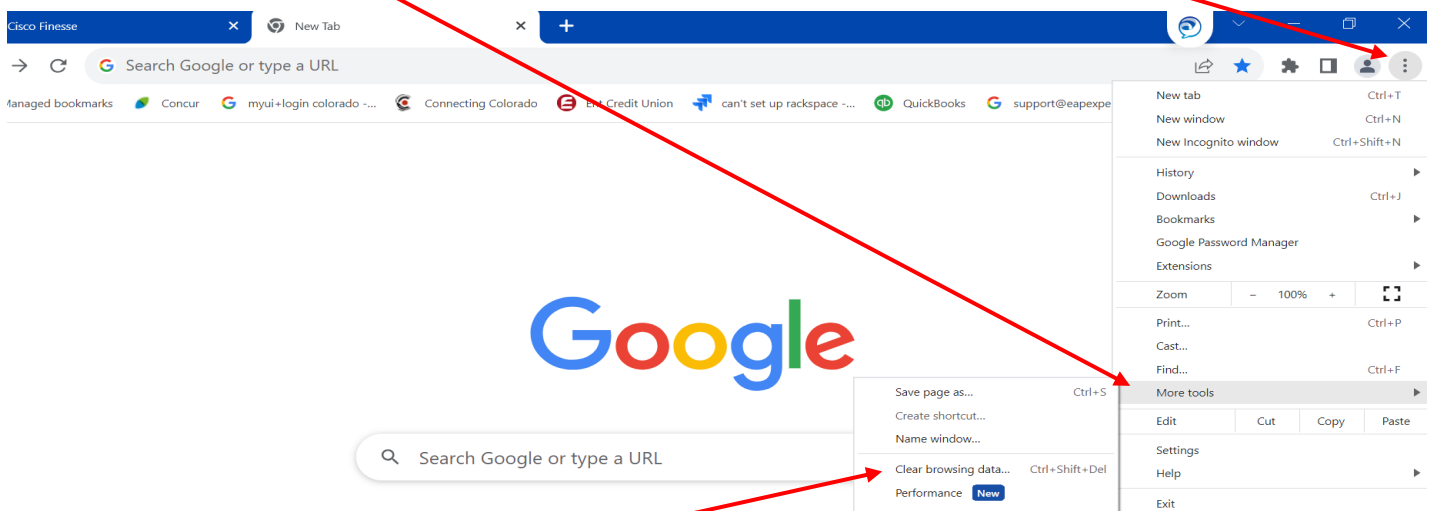 Cisco Finesse
New Tab
Search Google or type a URL
Managed bookmarks Concur myui+login colorado -... Connecting Colorado Ent Credit Union can't set up rackspace -... QuickBooks support@eapexpe
New tab Ctrl+T
New window Ctrl+N
New Incognito window Ctrl+Shift+N
History
Downloads Ctrl+J
Bookmarks
Google Password Manager
Extensions
Zoom - 100% +
Print... Ctrl+P
Cast...
Find... Ctrl+F
More tools
Edit Cut Copy Paste
Settings
Help
Exit
Google
Search Google or type a URL
Save page as... Ctrl+S
Create shortcut...
Name window...
Clear browsing data... Ctrl+Shift+Del
Performance New